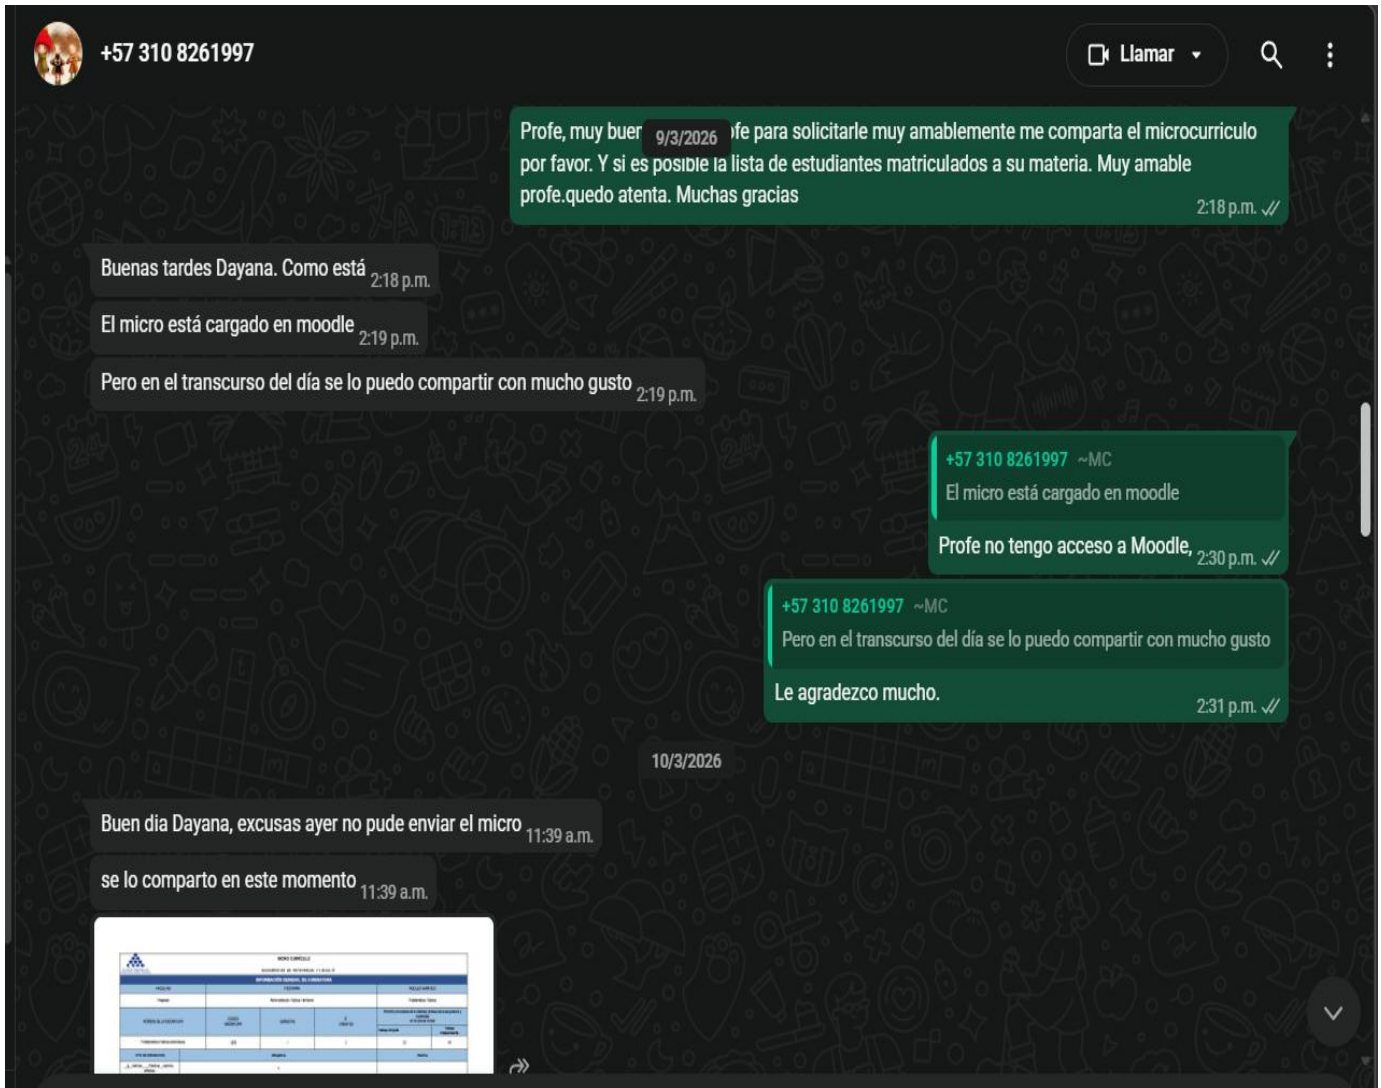 +57 310 8261997
Llamar
9/3/2026
Profe, muy buen fe para solicitarle muy amablemente me comparta el microcurriculo
por favor. Y si es posible la lista de estudiantes matriculados a su materia. Muy amable
profe.quedo atenta. Muchas gracias
2:18 p.m.
Buenas tardes Dayana. Como está 2:18 p.m.
El micro está cargado en moodle 2:19 p.m.
Pero en el transcurso del día se lo puedo compartir con mucho gusto 2:19 p.m.
+57 310 8261997 ~MC
El micro está cargado en moodle
Profe no tengo acceso a Moodle, 2:30 p.m.
+57 310 8261997 ~MC
Pero en el transcurso del día se lo puedo compartir con mucho gusto
Le agradezco mucho.
2:31 p.m.
10/3/2026
Buen dia Dayana, excusas ayer no pude enviar el micro 11:39 a.m.
se lo comparto en este momento 11:39 a.m.
MICRO CURRÍCULO